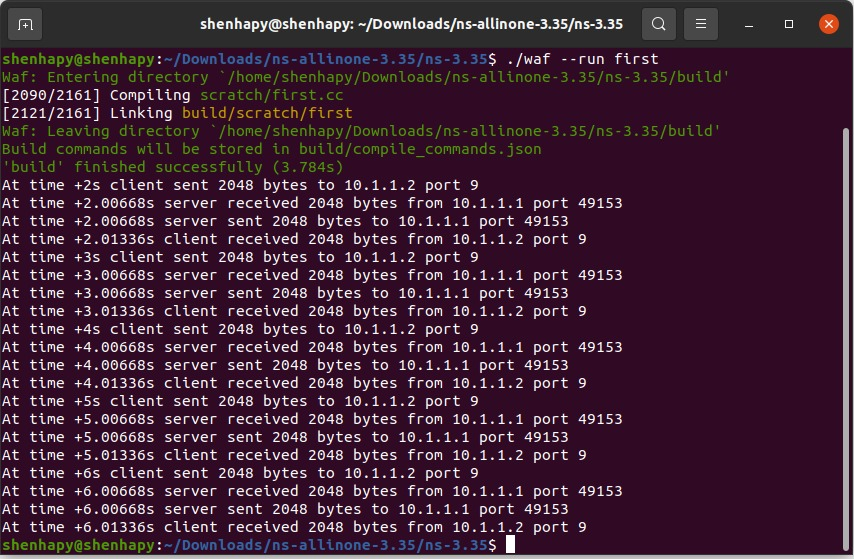 shenhapy@shenhapy: ~/Downloads/ns-allinone-3.35/ns-3.35
shenhapy@shenhapy:~/Downloads/ns-allinone-3.35/ns-3.35$ ./waf --run first
Waf: Entering directory `/home/shenhapy/Downloads/ns-allinone-3.35/ns-3.35/build'
[2090/2161] Compiling scratch/first.cc
[2121/2161] Linking build/scratch/first
Waf: Leaving directory `/home/shenhapy/Downloads/ns-allinone-3.35/ns-3.35/build'
Build commands will be stored in build/compile_commands.json
'build' finished successfully (3.784s)
At time +2s client sent 2048 bytes to 10.1.1.2 port 9
At time +2.00668s server received 2048 bytes from 10.1.1.1 port 49153
At time +2.00668s server sent 2048 bytes to 10.1.1.1 port 49153
At time +2.01336s client received 2048 bytes from 10.1.1.2 port 9
At time +3s client sent 2048 bytes to 10.1.1.2 port 9
At time +3.00668s server received 2048 bytes from 10.1.1.1 port 49153
At time +3.00668s server sent 2048 bytes to 10.1.1.1 port 49153
At time +3.01336s client received 2048 bytes from 10.1.1.2 port 9
At time +4s client sent 2048 bytes to 10.1.1.2 port 9
At time +4.00668s server received 2048 bytes from 10.1.1.1 port 49153
At time +4.00668s server sent 2048 bytes to 10.1.1.1 port 49153
At time +4.01336s client received 2048 bytes from 10.1.1.2 port 9
At time +5s client sent 2048 bytes to 10.1.1.2 port 9
At time +5.00668s server received 2048 bytes from 10.1.1.1 port 49153
At time +5.00668s server sent 2048 bytes to 10.1.1.1 port 49153
At time +5.01336s client received 2048 bytes from 10.1.1.2 port 9
At time +6s client sent 2048 bytes to 10.1.1.2 port 9
At time +6.00668s server received 2048 bytes from 10.1.1.1 port 49153
At time +6.00668s server sent 2048 bytes to 10.1.1.1 port 49153
At time +6.01336s client received 2048 bytes from 10.1.1.2 port 9
shenhapy@shenhapy:~/Downloads/ns-allinone-3.35/ns-3.35$